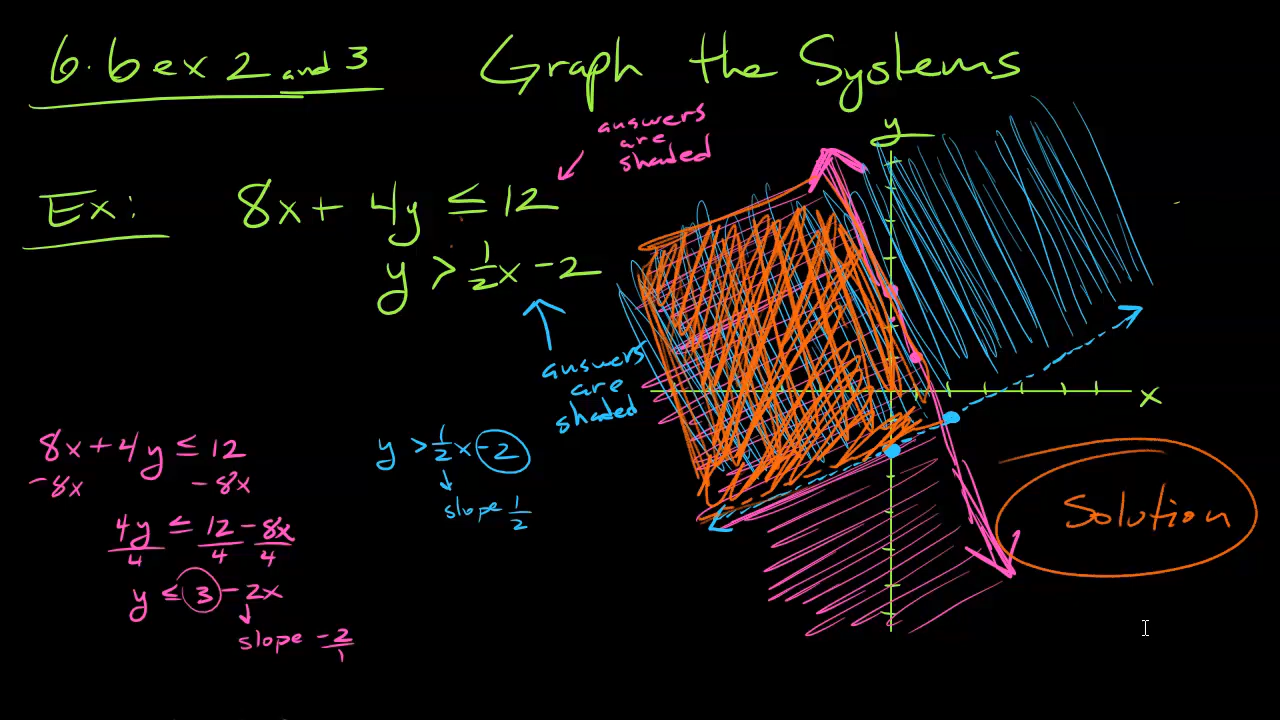 6.6 ex 2 and 3 Graph the Systems
answers
are
shaded
Ex: 8x + 4y ≤ 12
y > 1/2 x - 2
answers
are
shaded
8x + 4y ≤ 12
-8x -8x
4y/4 ≤ 12/4 - 8x/4
y ≤ 3 - 2x
slope -2/1
y > 1/2 x - 2
slope 1/2
y
x
Solution